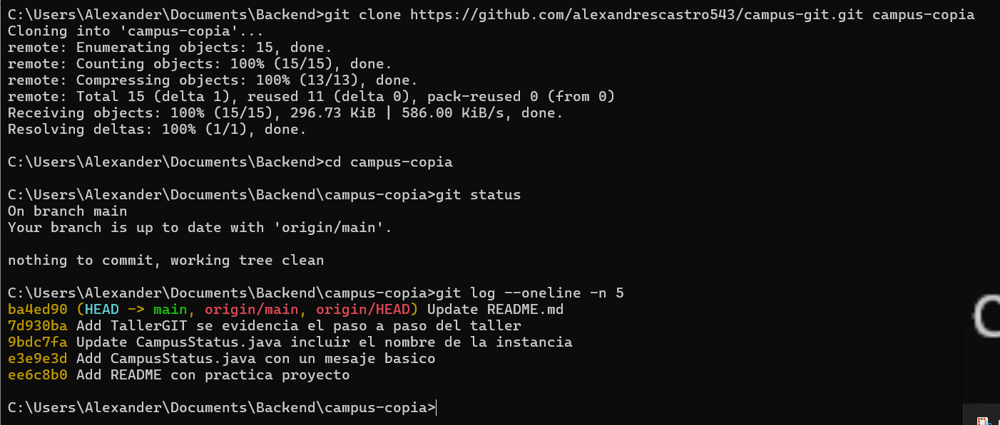 C:\Users\Alexander\Documents\Backend>git clone https://github.com/alexandrescastro543/campus-git.git campus-copia
Cloning into 'campus-copia'...
remote: Enumerating objects: 15, done.
remote: Counting objects: 100% (15/15), done.
remote: Compressing objects: 100% (13/13), done.
remote: Total 15 (delta 1), reused 11 (delta 0), pack-reused 0 (from 0)
Receiving objects: 100% (15/15), 296.73 KiB | 586.00 KiB/s, done.
Resolving deltas: 100% (1/1), done.
C:\Users\Alexander\Documents\Backend>cd campus-copia
C:\Users\Alexander\Documents\Backend\campus-copia>git status
On branch main
Your branch is up to date with 'origin/main'.
nothing to commit, working tree clean
C:\Users\Alexander\Documents\Backend\campus-copia>git log --oneline -n 5
ba4ed90 (HEAD -> main, origin/main, origin/HEAD) Update README.md
7d930ba Add TallerGIT se evidencia el paso a paso del taller
9bdc7fa Update CampusStatus.java incluir el nombre de la instancia
e3e9e3d Add CampusStatus.java con un mesaje basico
ee6c8b0 Add README con practica proyecto
C:\Users\Alexander\Documents\Backend\campus-copia>